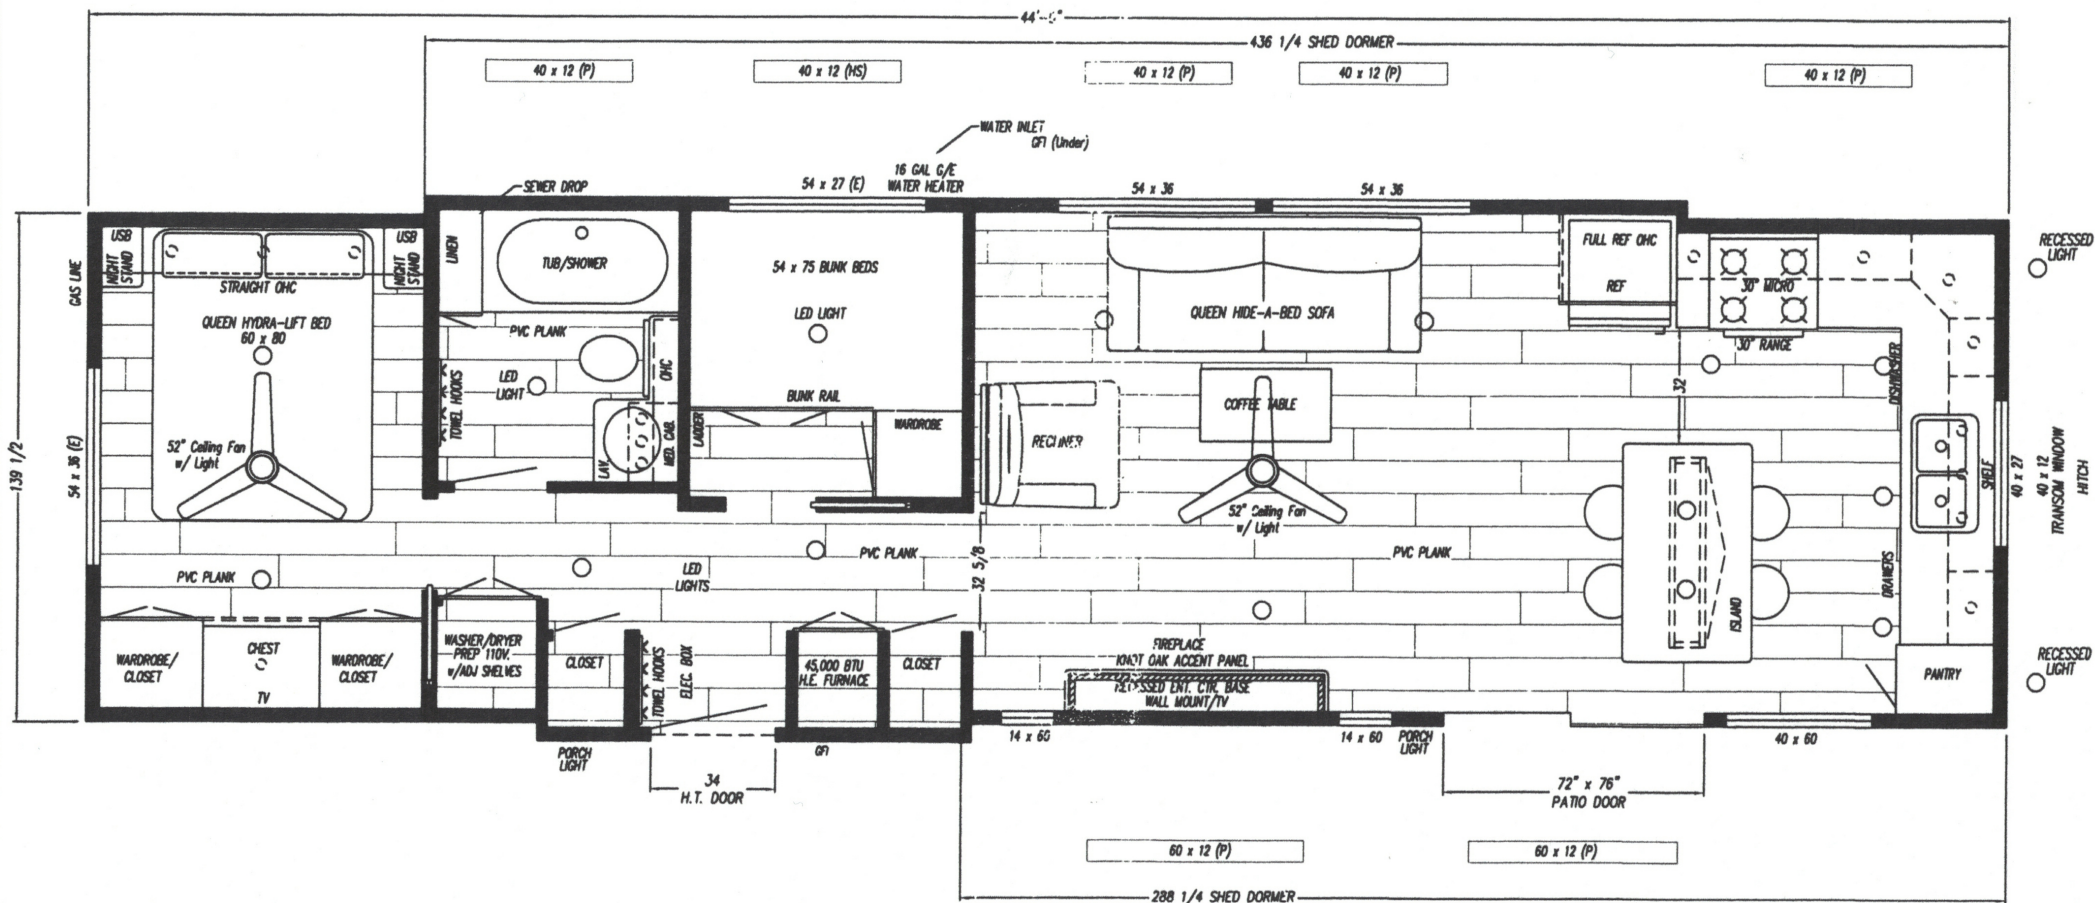 44'-0"
436 1/4 SHED DORMER
40 x 12 (P)
40 x 12 (HS)
40 x 12 (P)
40 x 12 (P)
40 x 12 (P)
WATER INLET
GFI (Under)
16 GAL G/E
WATER HEATER
SEWER DROP
54 x 27 (E)
54 x 36
54 x 36
GAS LINE
USB
NIGHT
STAND
USB
NIGHT
STAND
STRAIGHT OHC
QUEEN HYDRA-LIFT BED
60 x 80
52" Ceiling Fan
w/ Light
139 1/2
54 x 36 (E)
PVC PLANK
WARDROBE/
CLOSET
CHEST
TV
WARDROBE/
CLOSET
LINEN
TUB/SHOWER
PVC PLANK
LED
LIGHT
TOWEL HOOKS
OHC
LAV.
MED. CAB.
54 x 75 BUNK BEDS
LED LIGHT
BUNK RAIL
LADDER
WARDROBE
WASHER/DRYER
PREP 110V.
w/ADJ SHELVES
CLOSET
LED
LIGHTS
TOWEL HOOKS
ELEC. BOX
45,000 BTU
H.E. FURNACE
CLOSET
PVC PLANK
32 5/8
PORCH
LIGHT
34
H.T. DOOR
GFI
QUEEN HIDE-A-BED SOFA
RECLINER
COFFEE TABLE
52" Ceiling Fan
w/ Light
PVC PLANK
FIREPLACE
KNOT OAK ACCENT PANEL
RECESSED ENT. CTR. BASE
WALL MOUNT/TV
14 x 60
14 x 60
PORCH
LIGHT
FULL REF OHC
REF
30" MICRO
30" RANGE
32
DISHWASHER
SHELF
DRAWERS
ISLAND
PANTRY
40 x 27
40 x 12
TRANSOM WINDOW
HITCH
RECESSED
LIGHT
RECESSED
LIGHT
40 x 60
72" x 76"
PATIO DOOR
60 x 12 (P)
60 x 12 (P)
288 1/4 SHED DORMER